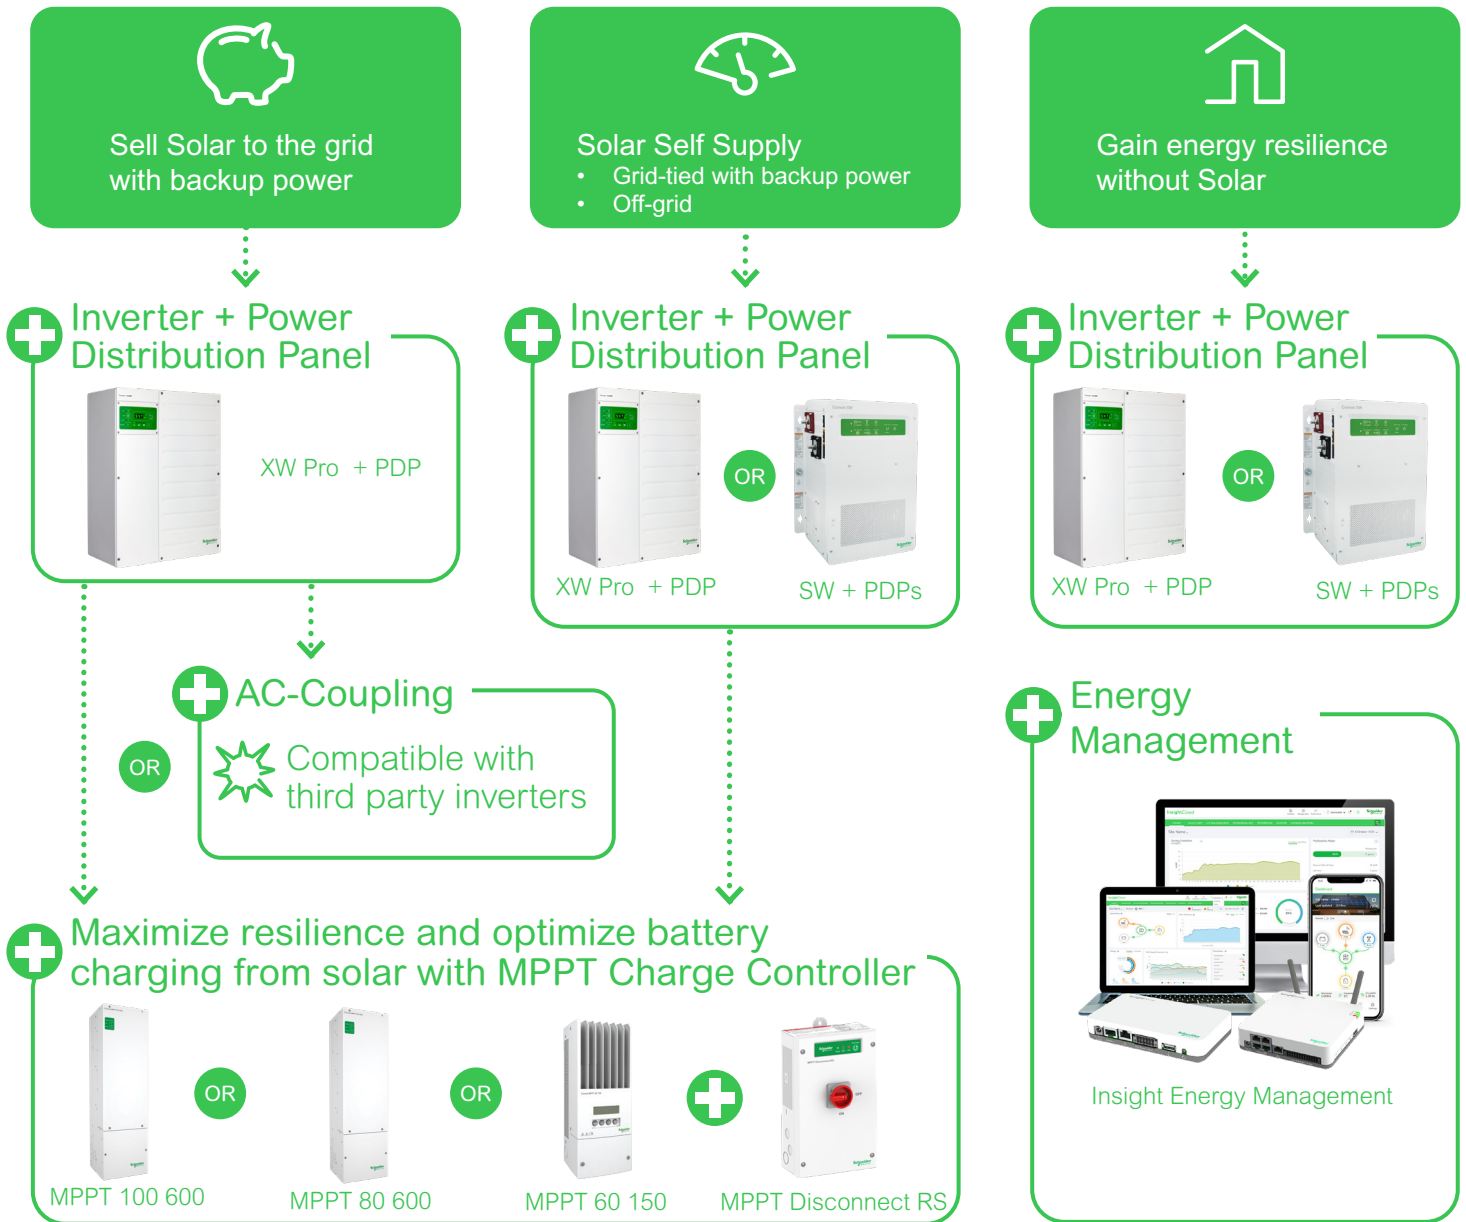 Sell Solar to the grid
with backup power
Solar Self Supply
• Grid-tied with backup power
• Off-grid
Gain energy resilience
without Solar
Inverter + Power
Distribution Panel
XW Pro + PDP
Inverter + Power
Distribution Panel
OR
XW Pro + PDP
SW + PDPs
Inverter + Power
Distribution Panel
OR
XW Pro + PDP
SW + PDPs
AC-Coupling
OR
Compatible with
third party inverters
Energy
Management
Insight Energy Management
Maximize resilience and optimize battery
charging from solar with MPPT Charge Controller
OR
OR
OFF
ON
MPPT 100 600
MPPT 80 600
MPPT 60 150
MPPT Disconnect RS